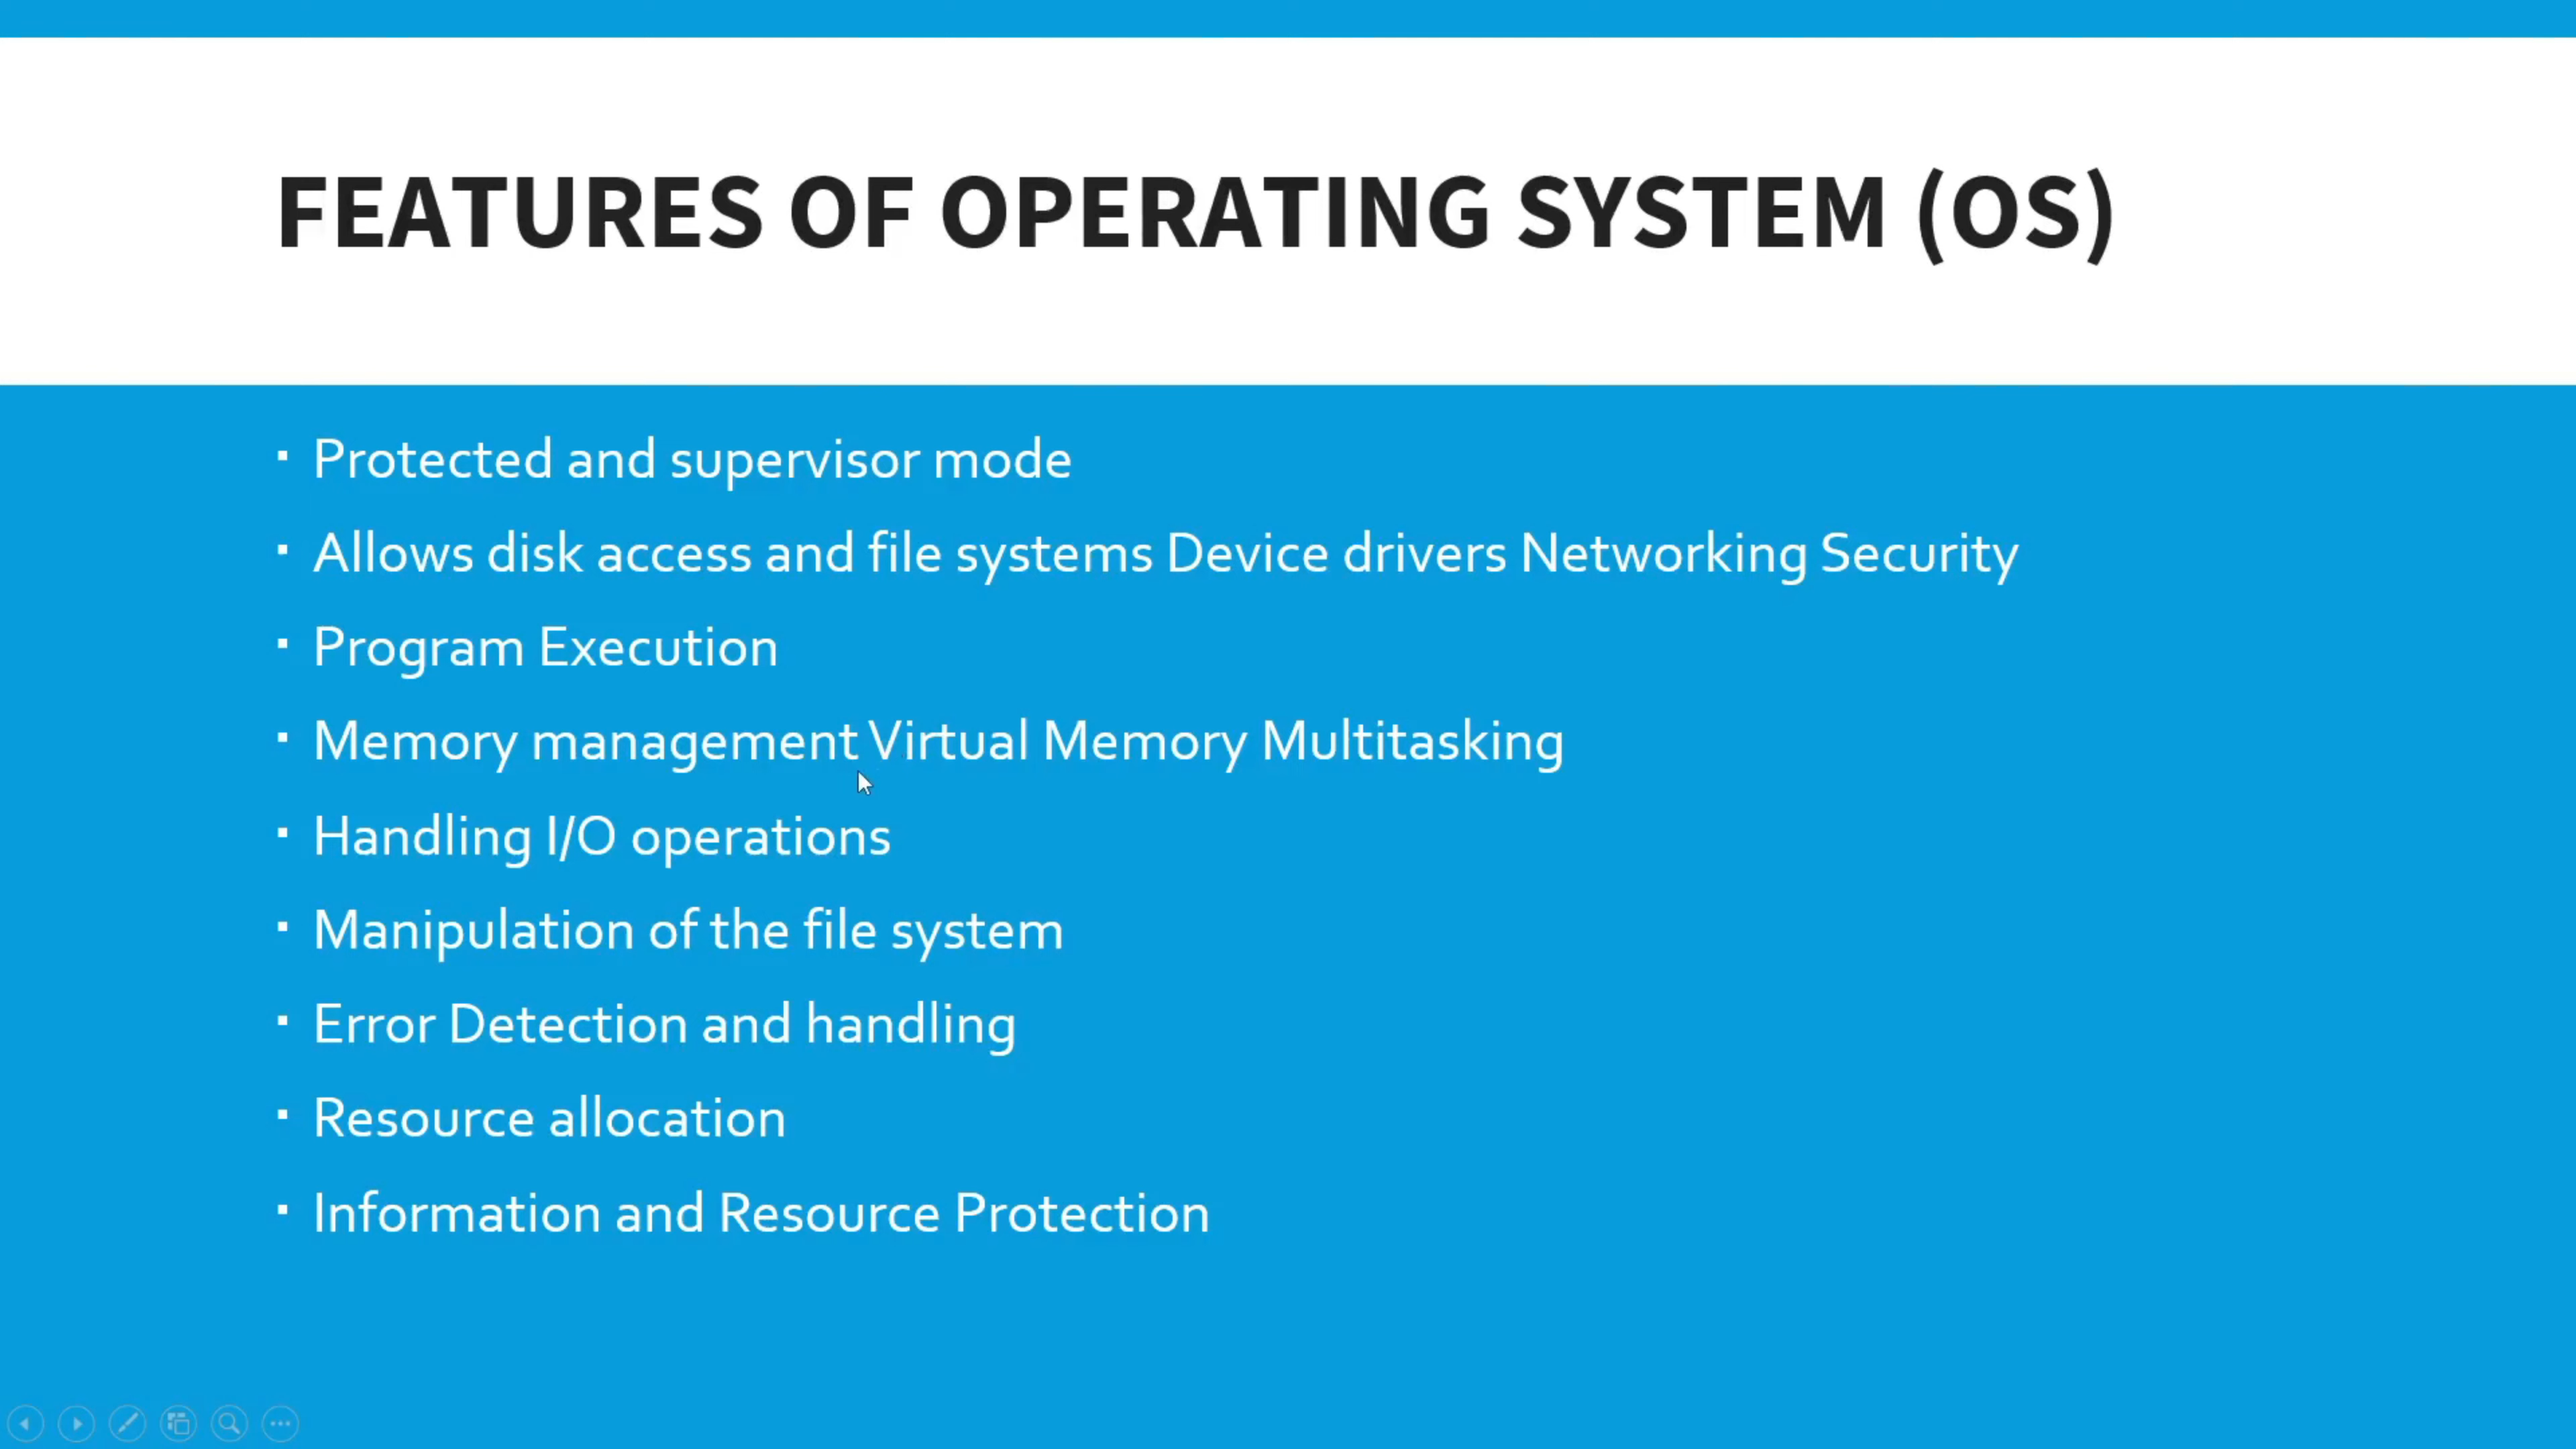 FEATURES OF OPERATING SYSTEM (OS)
▪ Protected and supervisor mode
▪ Allows disk access and file systems Device drivers Networking Security
▪ Program Execution
▪ Memory management Virtual Memory Multitasking
▪ Handling I/O operations
▪ Manipulation of the file system
▪ Error Detection and handling
▪ Resource allocation
▪ Information and Resource Protection